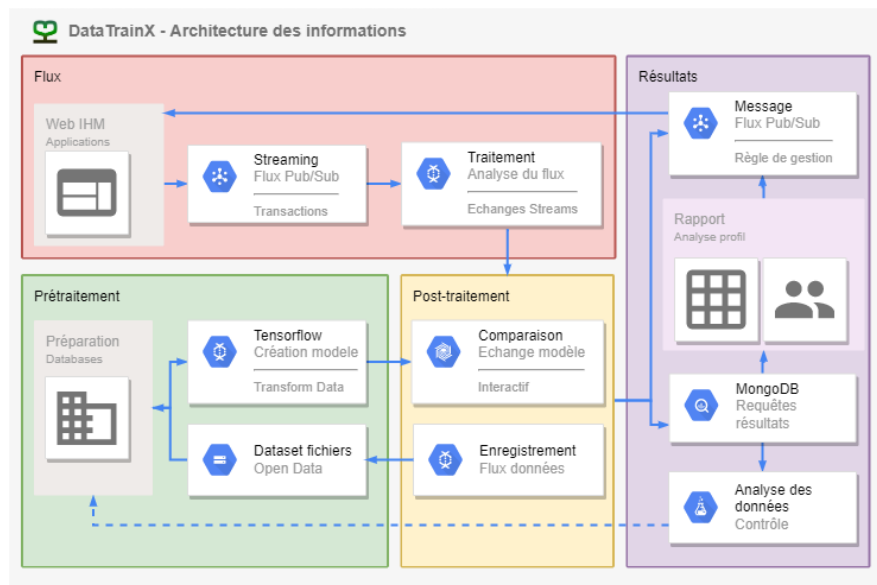 DataTrainX - Architecture des informations
Flux
Web IHM
Applications
Streaming
Flux Pub/Sub
Transactions
Traitement
Analyse du flux
Echanges Streams
Résultats
Message
Flux Pub/Sub
Règle de gestion
Rapport
Analyse profil
MongoDB
Requêtes
résultats
Analyse des
données
Contrôle
Prétraitement
Préparation
Databases
Tensorflow
Création modele
Transform Data
Dataset fichiers
Open Data
Post-traitement
Comparaison
Echange modèle
Interactif
Enregistrement
Flux données